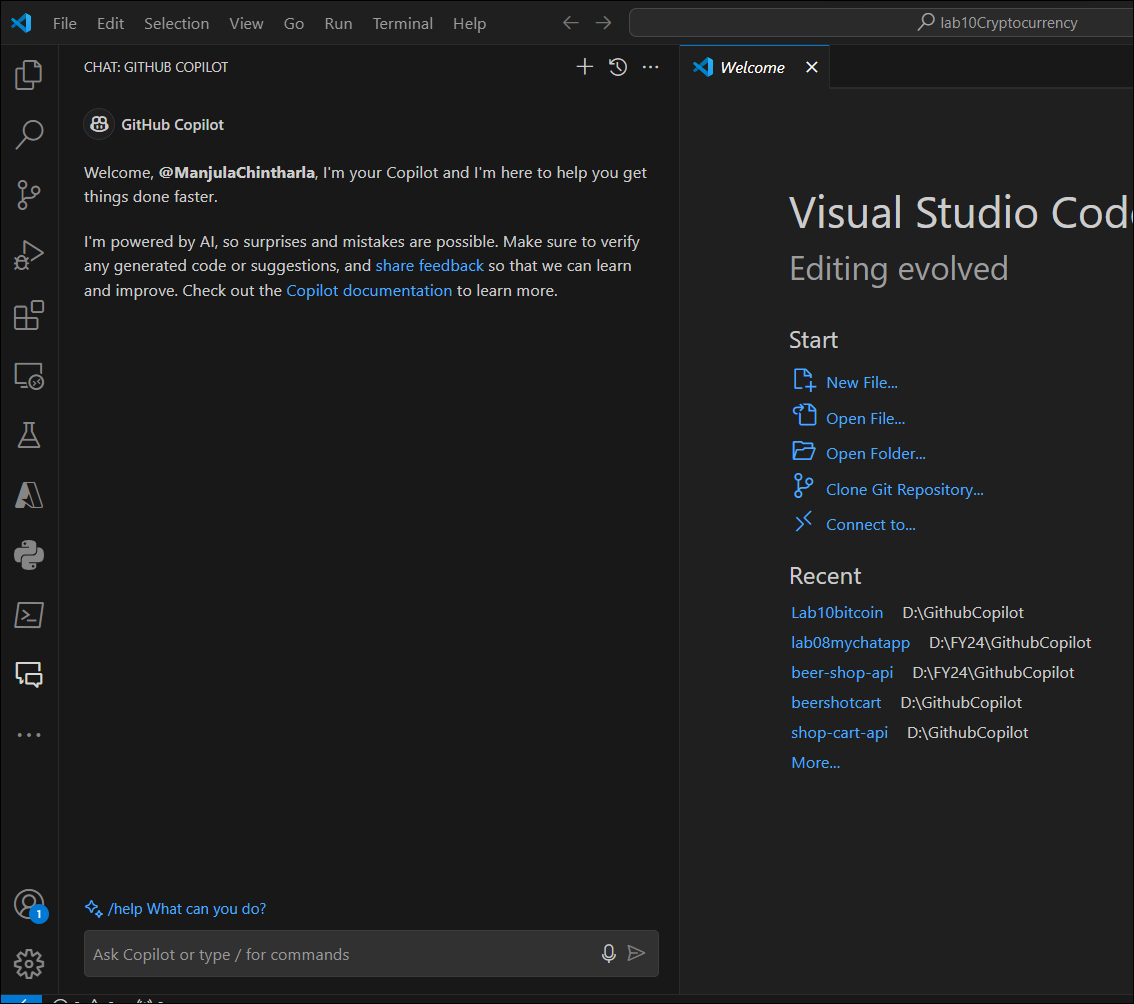 File Edit Selection View Go Run Terminal Help
lab10Cryptocurrency
CHAT: GITHUB COPILOT
Welcome
GitHub Copilot
Welcome, @ManjulaChintharla, I'm your Copilot and I'm here to help you get
things done faster.
I'm powered by AI, so surprises and mistakes are possible. Make sure to verify
any generated code or suggestions, and share feedback so that we can learn
and improve. Check out the Copilot documentation to learn more.
/help What can you do?
Ask Copilot or type / for commands
1
Visual Studio Cod
Editing evolved
Start
New File...
Open File...
Open Folder...
Clone Git Repository...
Connect to...
Recent
Lab10bitcoin D:\GithubCopilot
lab08mychatapp D:\FY24\GithubCopilot
beer-shop-api D:\FY24\GithubCopilot
beershotcart D:\GithubCopilot
shop-cart-api D:\GithubCopilot
More...